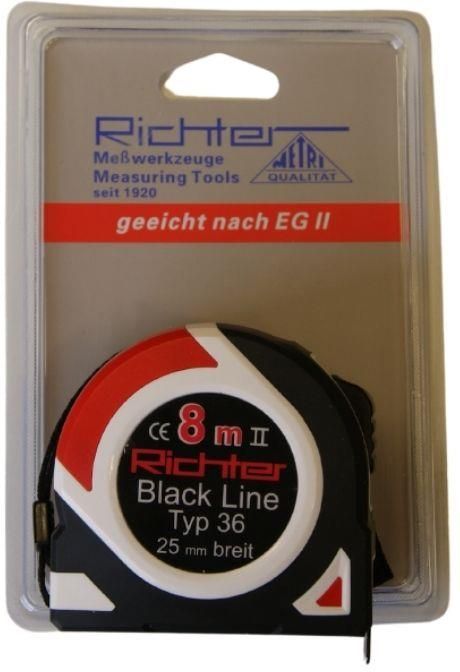 Richter
Meßwerkzeuge
Measuring Tools
seit 1920
METRI
QUALITÄT
geeicht nach EG II
CE 8 m II
Richter
Black Line
Typ 36
25 mm breit